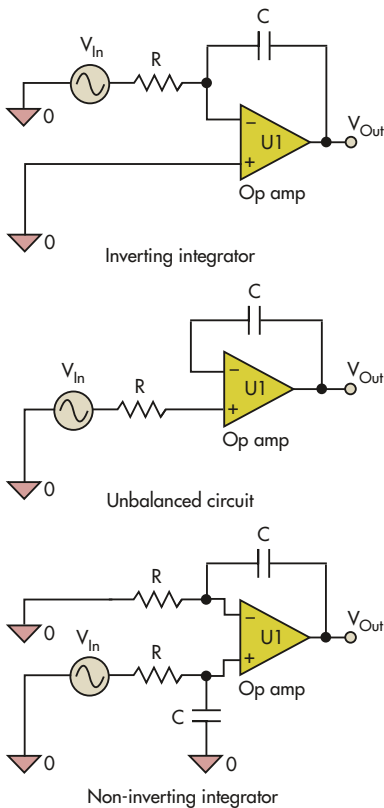 C
V_In
R
0
−
U1
+
V_Out
Op amp
0
Inverting integrator
C
V_In
−
U1
V_Out
R
+
Op amp
0
Unbalanced circuit
C
R
−
U1
V_Out
0
V_In
R
+
Op amp
C
0
0
Non-inverting integrator